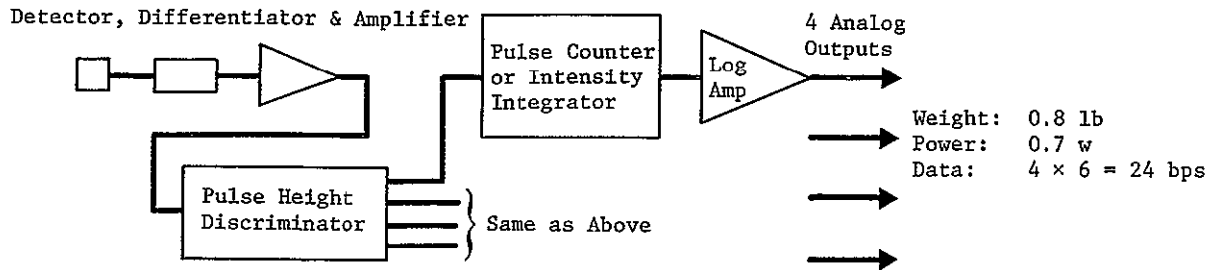 Detector, Differentiator & Amplifier
Pulse Counter
or Intensity
Integrator
Log
Amp
4 Analog
Outputs
Weight: 0.8 lb
Power: 0.7 w
Data: 4 × 6 = 24 bps
Pulse Height
Discriminator
Same as Above